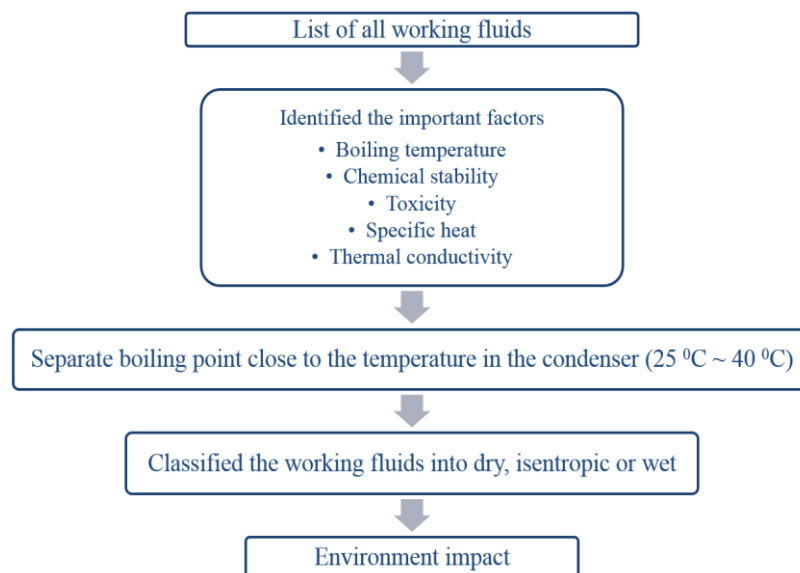 List of all working fluids
Identified the important factors
• Boiling temperature
• Chemical stability
• Toxicity
• Specific heat
• Thermal conductivity
Separate boiling point close to the temperature in the condenser (25 ⁰C ~ 40 ⁰C)
Classified the working fluids into dry, isentropic or wet
Environment impact